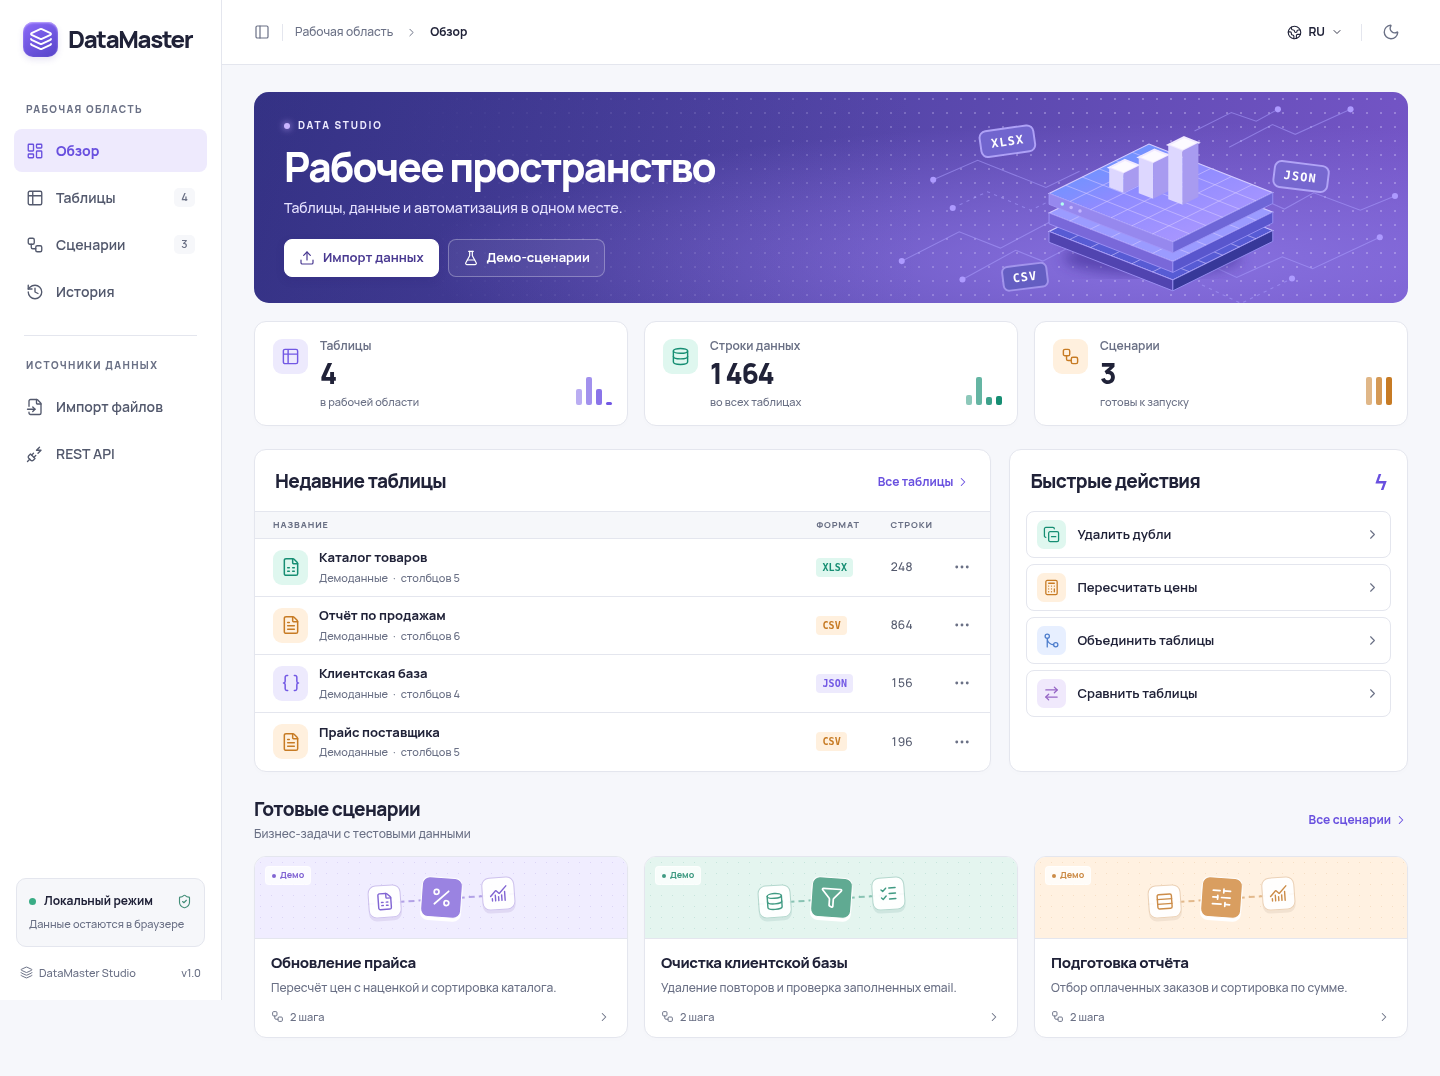 DataMaster
Рабочая область
Обзор
RU
РАБОЧАЯ ОБЛАСТЬ
Обзор
Таблицы
4
Сценарии
3
История
ИСТОЧНИКИ ДАННЫХ
Импорт файлов
REST API
Локальный режим
Данные остаются в браузере
DataMaster Studio
v1.0
DATA STUDIO
Рабочее пространство
Таблицы, данные и автоматизация в одном месте.
Импорт данных
Демо-сценарии
XLSX
JSON
CSV
Таблицы
4
в рабочей области
Строки данных
1 464
во всех таблицах
Сценарии
3
готовы к запуску
Недавние таблицы
Все таблицы
НАЗВАНИЕ
ФОРМАТ
СТРОКИ
Каталог товаров
Демоданные · столбцов 5
XLSX
248
Отчёт по продажам
Демоданные · столбцов 6
CSV
864
Клиентская база
Демоданные · столбцов 4
JSON
156
Прайс поставщика
Демоданные · столбцов 5
CSV
196
Быстрые действия
Удалить дубли
Пересчитать цены
Объединить таблицы
Сравнить таблицы
Готовые сценарии
Бизнес-задачи с тестовыми данными
Все сценарии
Демо
Обновление прайса
Пересчёт цен с наценкой и сортировка каталога.
2 шага
Демо
Очистка клиентской базы
Удаление повторов и проверка заполненных email.
2 шага
Демо
Подготовка отчёта
Отбор оплаченных заказов и сортировка по сумме.
2 шага